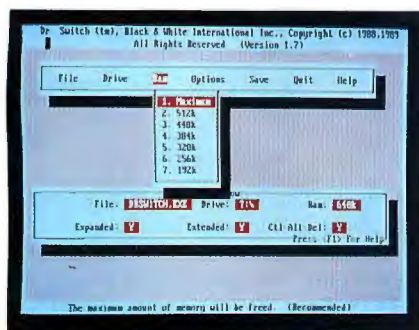 Dr. Switch (tm), Black & White International Inc., Copyright (c) 1988,1989
All Rights Reserved (Version 1.7)
File Drive Options Save Quit Help
1. Maximum
2. 512k
3. 448k
4. 384k
5. 320k
6. 256k
7. 192k
File: DRSWITCH.EXE Drive: Ram: 640k
Expanded: Y Extended: Y Ctl-Alt-Del: Y
Press <F1> For Help
The maximum amount of memory will be freed. (Recommended)